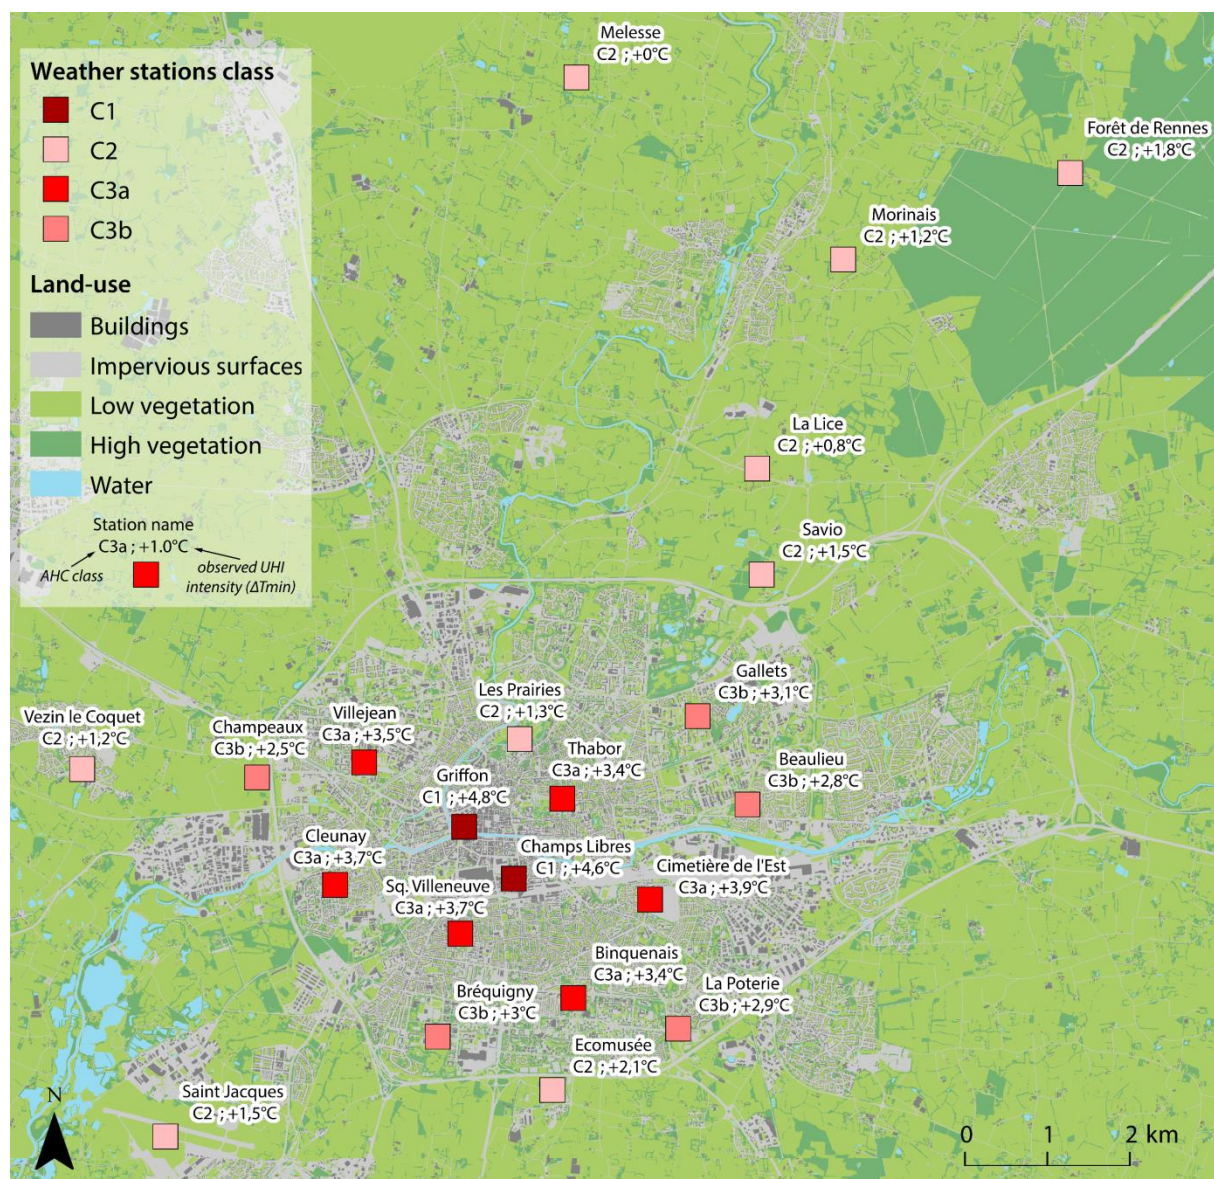 Weather stations class
C1
C2
C3a
C3b
Land-use
Buildings
Impervious surfaces
Low vegetation
High vegetation
Water
Station name
C3a ; +1.0°C
AHC class
observed UHI
intensity (ΔTmin)
Melesse
C2 ; +0°C
Forêt de Rennes
C2 ; +1,8°C
Morinais
C2 ; +1,2°C
La Lice
C2 ; +0,8°C
Savio
C2 ; +1,5°C
Gallets
C3b ; +3,1°C
Les Prairies
C2 ; +1,3°C
Vezin le Coquet
C2 ; +1,2°C
Champeaux
C3b ; +2,5°C
Villejean
C3a ; +3,5°C
Thabor
C3a ; +3,4°C
Beaulieu
C3b ; +2,8°C
Griffon
C1 ; +4,8°C
Cleunay
C3a ; +3,7°C
Champs Libres
C1 ; +4,6°C
Cimetière de l'Est
C3a ; +3,9°C
Sq. Villeneuve
C3a ; +3,7°C
Binquenais
C3a ; +3,4°C
La Poterie
C3b ; +2,9°C
Bréquigny
C3b ; +3°C
Ecomusée
C2 ; +2,1°C
Saint Jacques
C2 ; +1,5°C
N
0 1 2 km